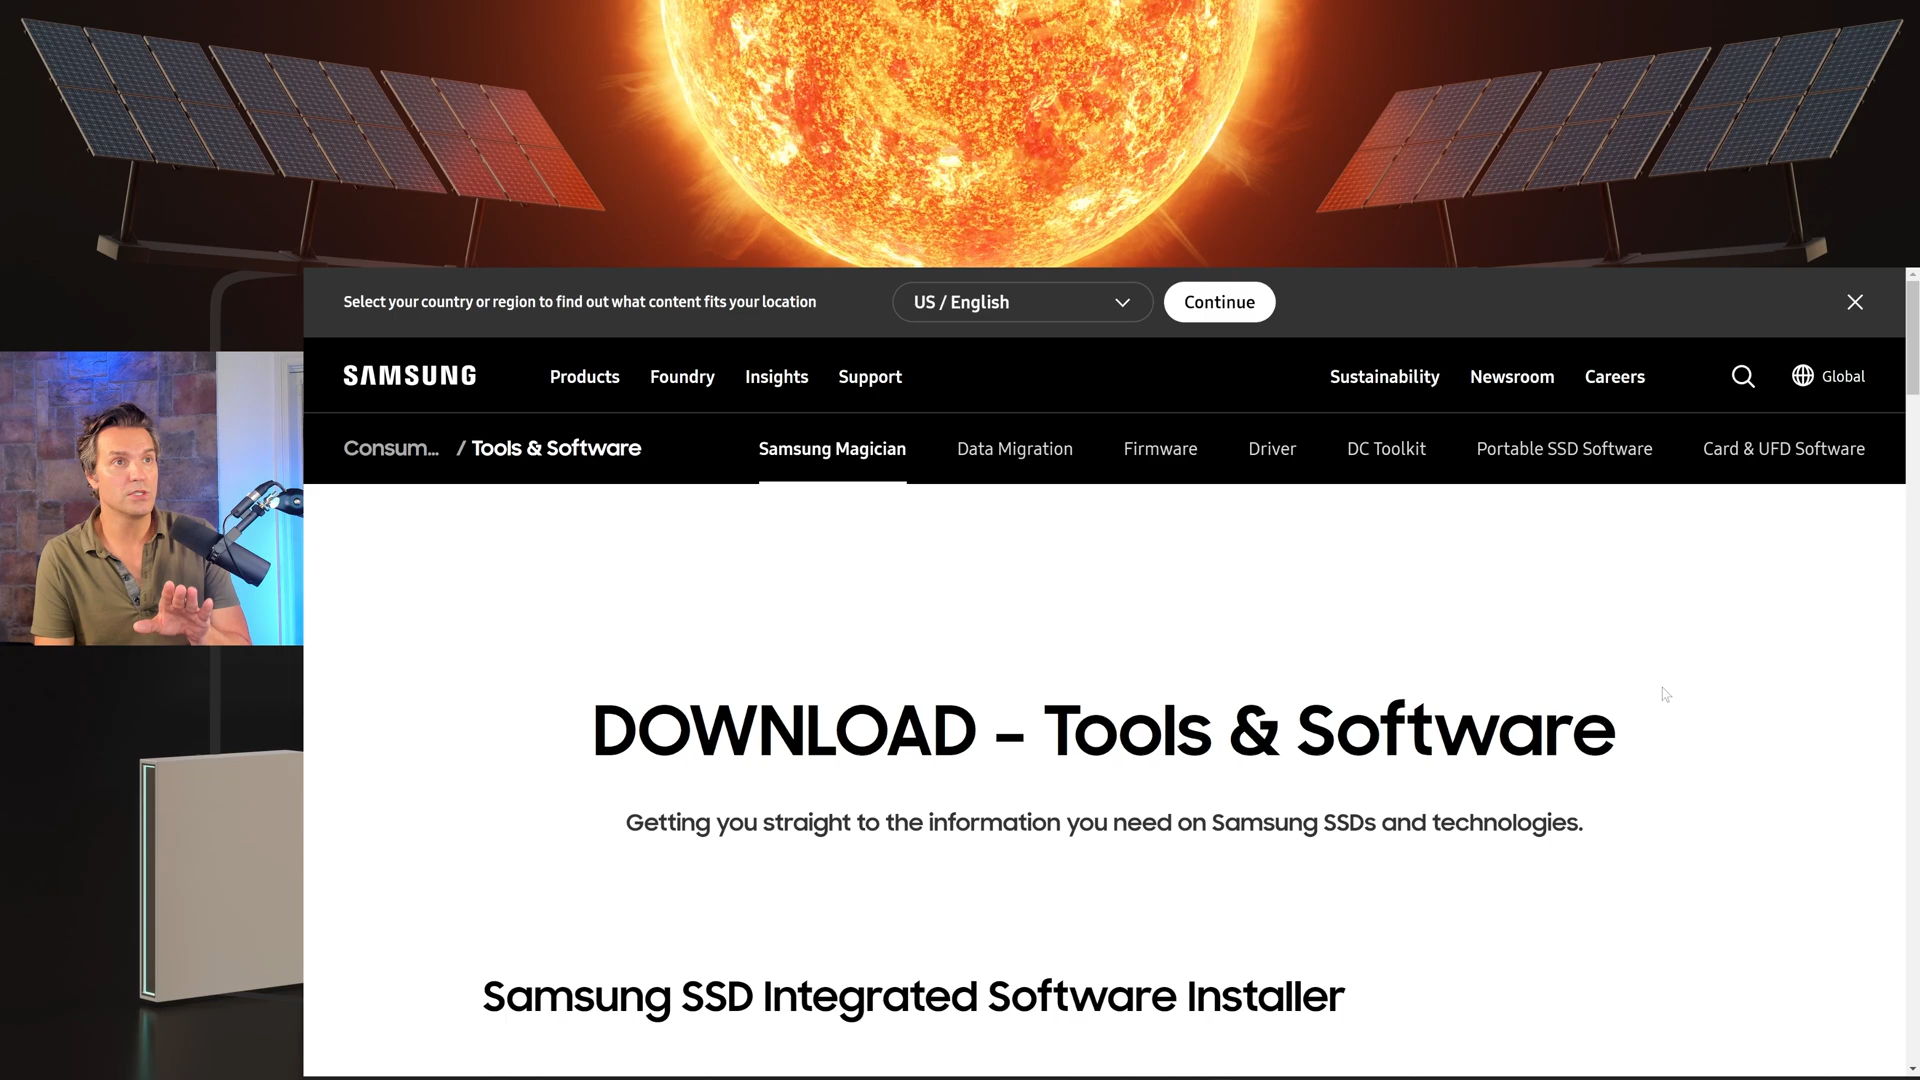 Select your country or region to find out what content fits your location
US / English
Continue
SAMSUNG
Products
Foundry
Insights
Support
Sustainability
Newsroom
Careers
Global
Consum... / Tools & Software
Samsung Magician
Data Migration
Firmware
Driver
DC Toolkit
Portable SSD Software
Card & UFD Software
DOWNLOAD – Tools & Software
Getting you straight to the information you need on Samsung SSDs and technologies.
Samsung SSD Integrated Software Installer